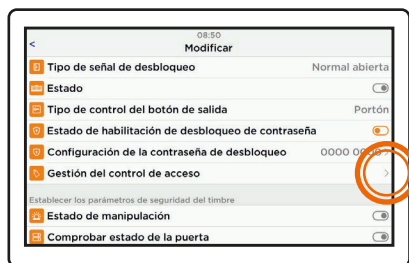 08:50
<
Modificar
Tipo de señal de desbloqueo Normal abierta
Estado
Tipo de control del botón de salida Portón
Estado de habilitación de desbloqueo de contraseña
Configuración de la contraseña de desbloqueo 0000 0000 >
Gestión del control de acceso >
Establecer los parámetros de seguridad del timbre
Estado de manipulación
Comprobar estado de la puerta